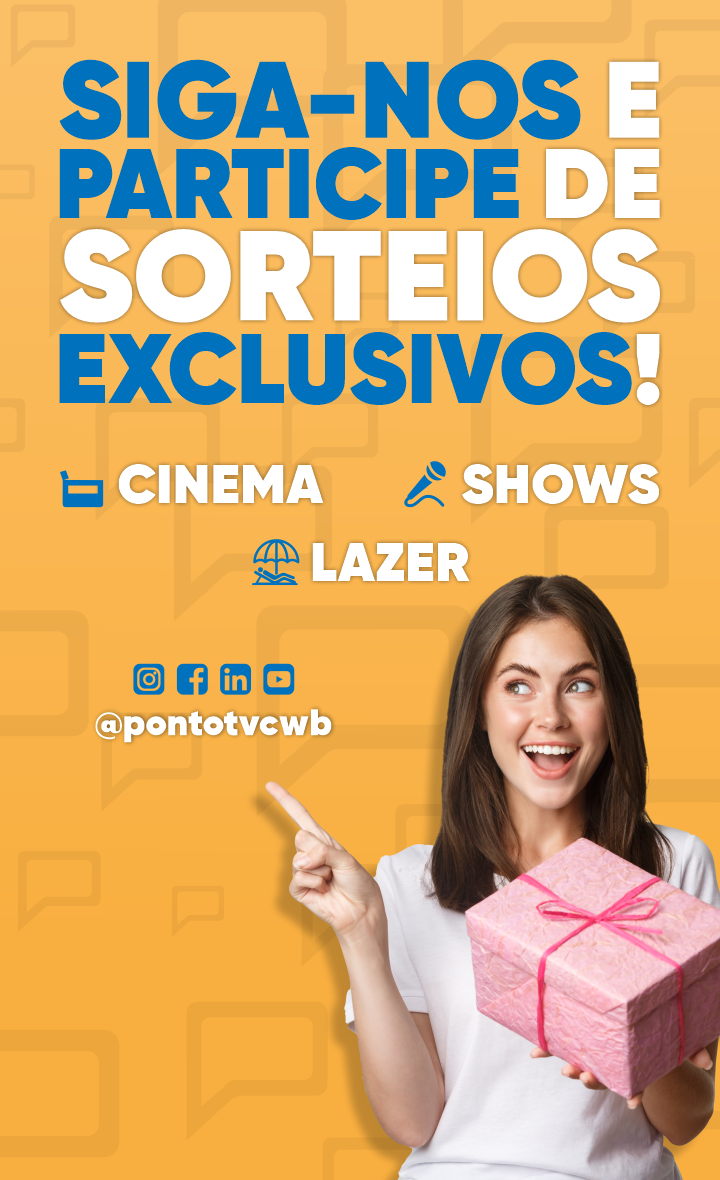 SIGA-NOS E
PARTICIPE DE
SORTEIOS
EXCLUSIVOS!
CINEMA
SHOWS
LAZER
@pontotvcwb